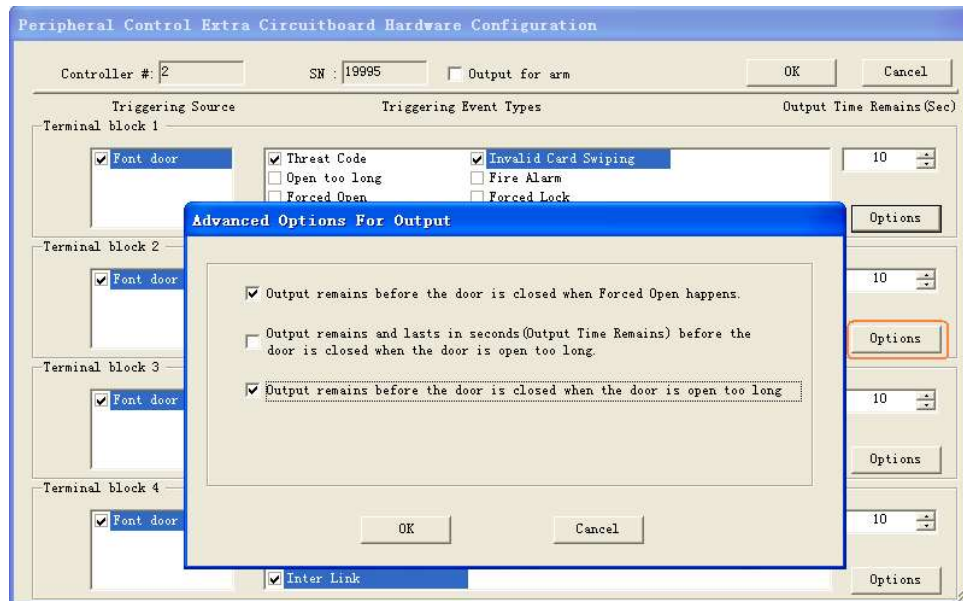 Peripheral Control Extra Circuitboard Hardware Configuration
Controller #: 2 SN : 19995 Output for arm OK Cancel
Triggering Source Triggering Event Types Output Time Remains(Sec)
Terminal block 1
Font door Threat Code Invalid Card Swiping 10
Open too long Fire Alarm
Forced Open Forced Lock
Options
Advanced Options For Output
Terminal block 2
Font door 10
Output remains before the door is closed when Forced Open happens.
Output remains and lasts in seconds(Output Time Remains) before the
door is closed when the door is open too long.
Options
Terminal block 3
Output remains before the door is closed when the door is open too long
Font door 10
Options
Terminal block 4
Font door 10
OK Cancel
Inter Link Options